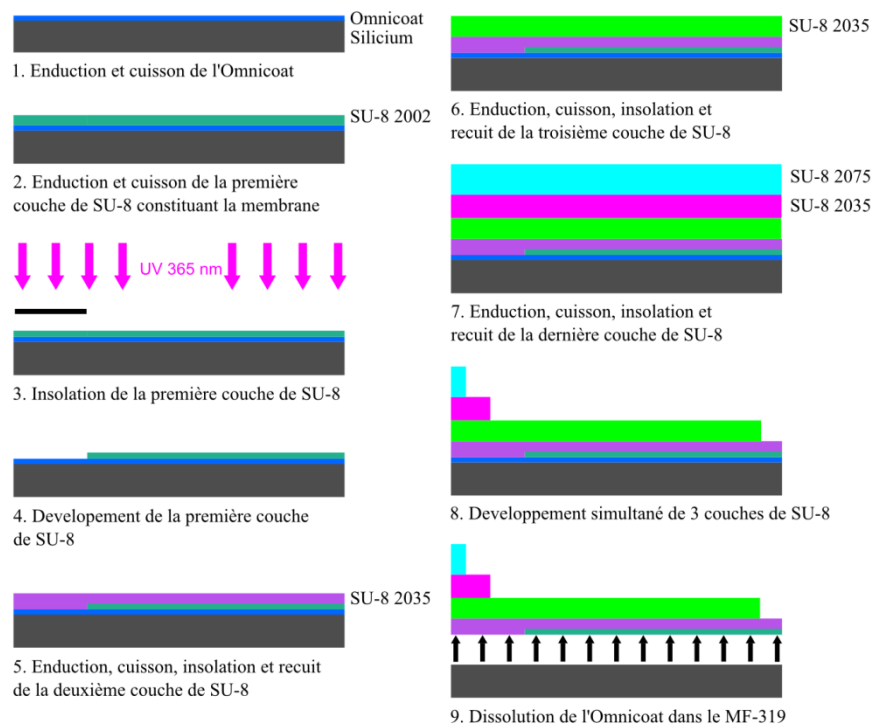 Omnicoat
Silicium
1. Enduction et cuisson de l'Omnicoat
SU-8 2002
2. Enduction et cuisson de la première
couche de SU-8 constituant la membrane
UV 365 nm
3. Insolation de la première couche de SU-8
4. Developement de la première couche
de SU-8
SU-8 2035
5. Enduction, cuisson, insolation et recuit
de la deuxième couche de SU-8
SU-8 2035
6. Enduction, cuisson, insolation et
recuit de la troisième couche de SU-8
SU-8 2075
SU-8 2035
7. Enduction, cuisson, insolation et
recuit de la dernière couche de SU-8
8. Developpement simultané de 3 couches de SU-8
9. Dissolution de l'Omnicoat dans le MF-319